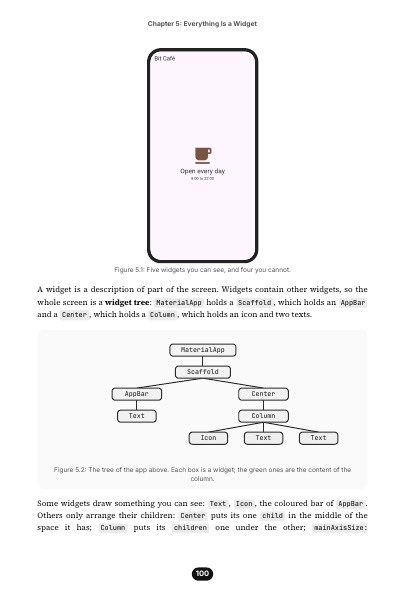 Chapter 5: Everything Is a Widget
Bit Café
Open every day
8:00 to 22:00
Figure 5.1: Five widgets you can see, and four you cannot.
A widget is a description of part of the screen. Widgets contain other widgets, so the
whole screen is a widget tree: MaterialApp holds a Scaffold, which holds an AppBar
and a Center, which holds a Column, which holds an icon and two texts.
MaterialApp
Scaffold
AppBar Center
Text Column
Icon Text Text
Figure 5.2: The tree of the app above. Each box is a widget; the green ones are the content of the
column.
Some widgets draw something you can see: Text, Icon, the coloured bar of AppBar.
Others only arrange their children: Center puts its one child in the middle of the
space it has; Column puts its children one under the other; mainAxisSize:
100